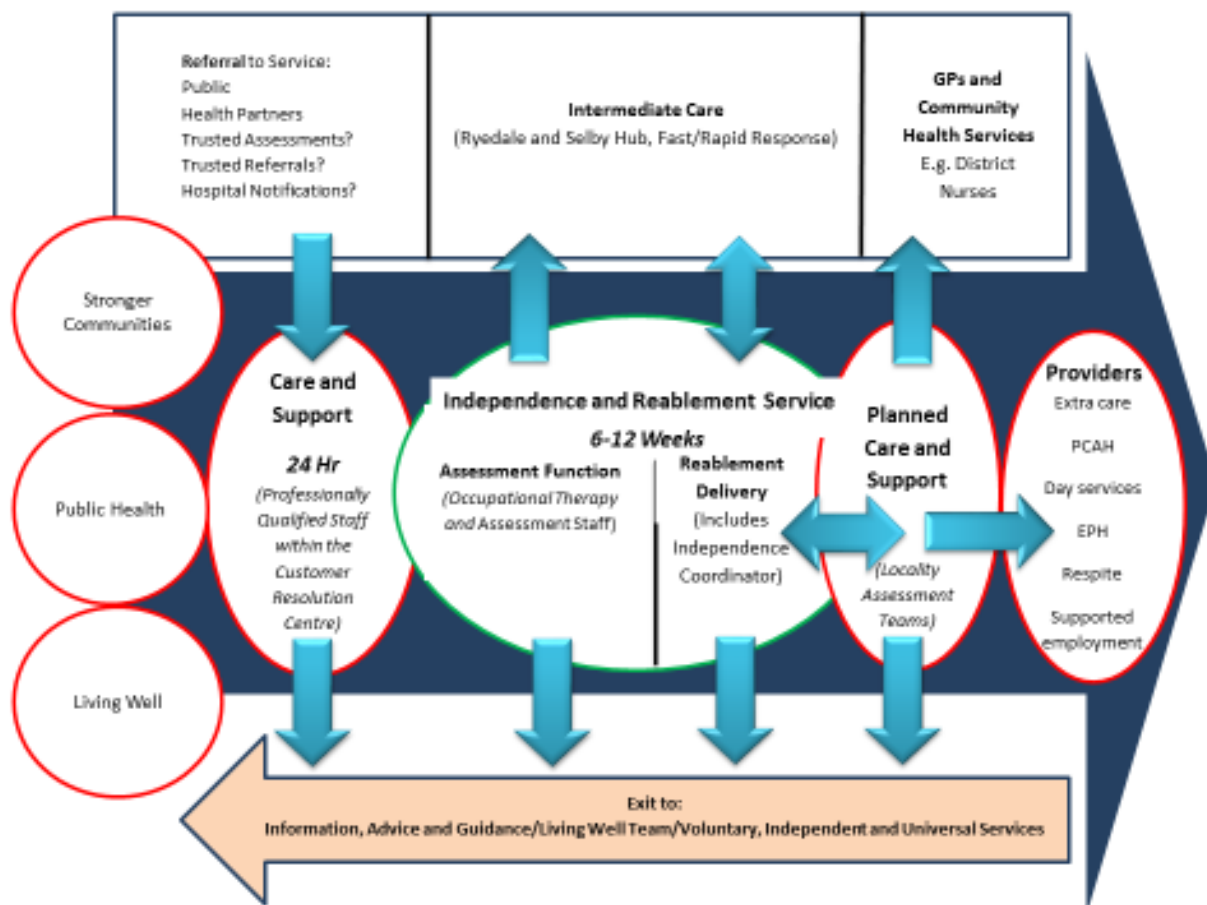 Referral to Service:
Public
Health Partners
Trusted Assessments?
Trusted Referrals?
Hospital Notifications?
Intermediate Care
(Ryedale and Selby Hub, Fast/Rapid Response)
GPs and
Community
Health Services
E.g. District
Nurses
Stronger
Communities
Public Health
Living Well
Care and
Support
24 Hr
(Professionally
Qualified Staff
within the
Customer
Resolution
Centre)
Independence and Reablement Service
6-12 Weeks
Assessment Function
(Occupational Therapy
and Assessment Staff)
Reablement
Delivery
(Includes
Independence
Coordinator)
Planned
Care and
Support
(Locality
Assessment
Teams)
Providers
Extra care
PCAH
Day services
EPH
Respite
Supported
employment
Exit to:
Information, Advice and Guidance/Living Well Team/Voluntary, Independent and Universal Services